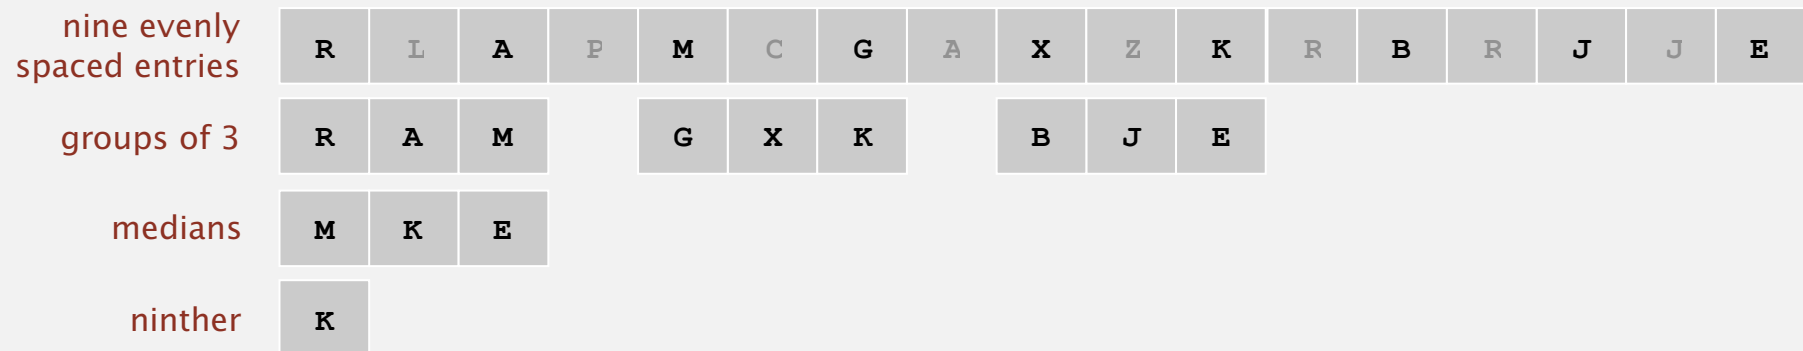 nine evenly
spaced entries
R L A P M C G A X Z K R B R J J E
groups of 3
R A M G X K B J E
medians
M K E
ninther
K